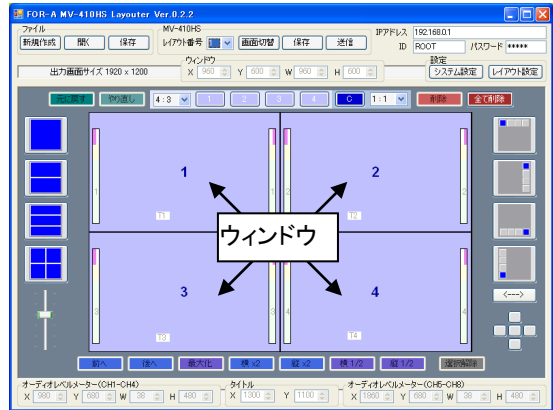 FOR-A MV-410HS Layouter Ver.0.2.2
ファイル
新規作成 開く 保存
MV-410HS
レイアウト番号 画面切替 保存 送信
IPアドレス 192.168.0.1
ID ROOT パスワード *****
出力画面サイズ 1920 x 1200
ウィンドウ
X 960 Y 600 W 960 H 600
設定
システム設定 レイアウト設定
元に戻す やり直し 4:3 1 2 3 4 C 1:1 削除 全て削除
1 2
1 1 2 2
T1 T2
ウィンドウ
3 4
3 3 4 4
T3 T4
<--->
前へ 後へ 最大化 横 x2 縦 x2 横 1/2 縦 1/2 選択解除
オーディオレベルメーター(CH1-CH4)
X 980 Y 680 W 38 H 480
タイトル
X 1300 Y 1100
オーディオレベルメーター(CH5-CH8)
X 1860 Y 680 W 38 H 480